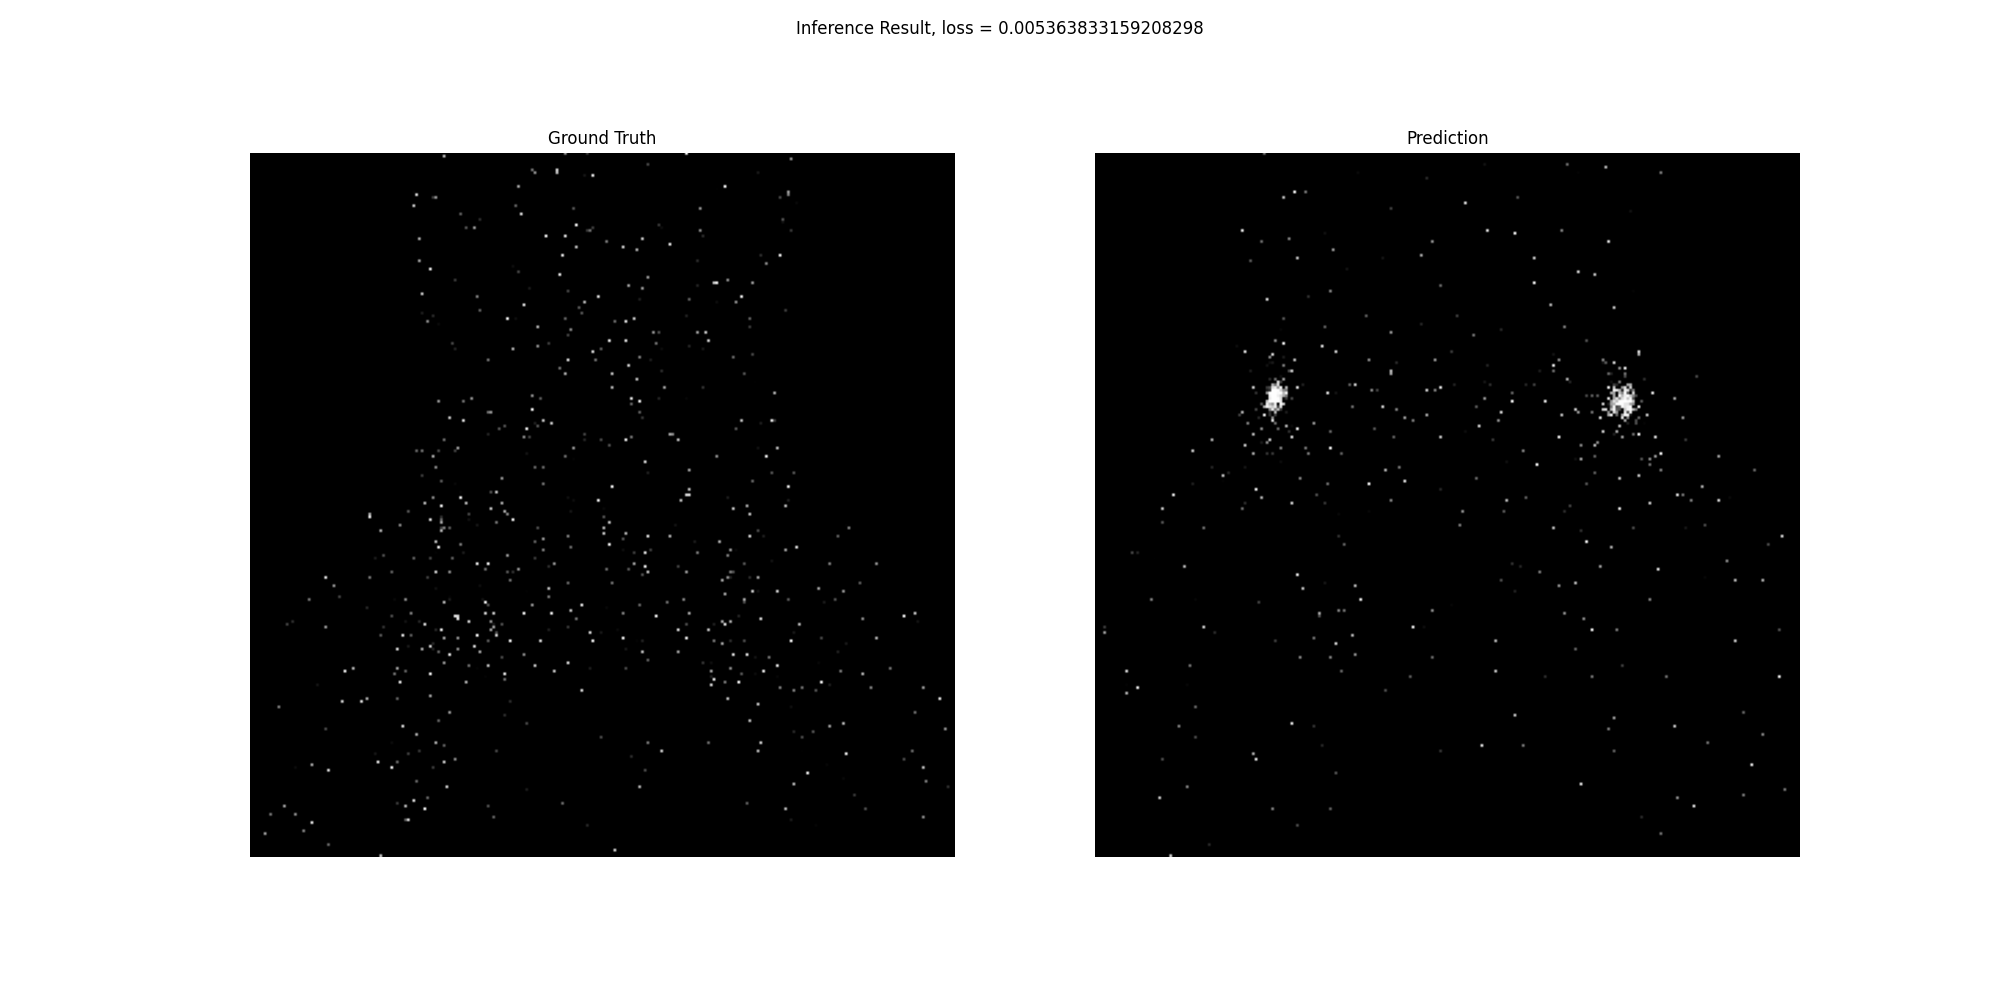 Inference Result, loss = 0.005363833159208298
Ground Truth
Prediction